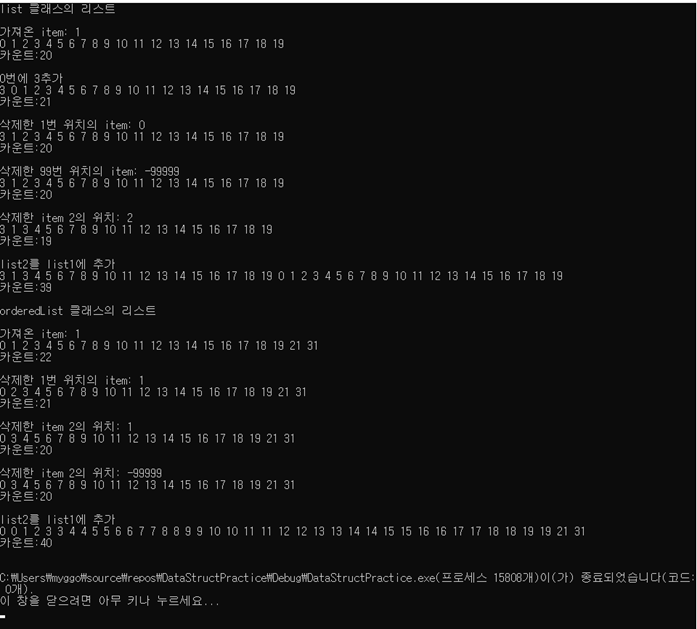 list 클래스의 리스트
가져온 item: 1
0 1 2 3 4 5 6 7 8 9 10 11 12 13 14 15 16 17 18 19
카운트:20
0번에 3추가
3 0 1 2 3 4 5 6 7 8 9 10 11 12 13 14 15 16 17 18 19
카운트:21
삭제한 1번 위치의 item: 0
3 1 2 3 4 5 6 7 8 9 10 11 12 13 14 15 16 17 18 19
카운트:20
삭제한 99번 위치의 item: -99999
3 1 2 3 4 5 6 7 8 9 10 11 12 13 14 15 16 17 18 19
카운트:20
삭제한 item 2의 위치: 2
3 1 3 4 5 6 7 8 9 10 11 12 13 14 15 16 17 18 19
카운트:19
list2를 list1에 추가
3 1 3 4 5 6 7 8 9 10 11 12 13 14 15 16 17 18 19 0 1 2 3 4 5 6 7 8 9 10 11 12 13 14 15 16 17 18 19
카운트:39
orderedList 클래스의 리스트
가져온 item: 1
0 1 2 3 4 5 6 7 8 9 10 11 12 13 14 15 16 17 18 19 21 31
카운트:22
삭제한 1번 위치의 item: 1
0 2 3 4 5 6 7 8 9 10 11 12 13 14 15 16 17 18 19 21 31
카운트:21
삭제한 item 2의 위치: 1
0 3 4 5 6 7 8 9 10 11 12 13 14 15 16 17 18 19 21 31
카운트:20
삭제한 item 2의 위치: -99999
0 3 4 5 6 7 8 9 10 11 12 13 14 15 16 17 18 19 21 31
카운트:20
list2를 list1에 추가
0 0 1 2 3 3 4 4 5 5 6 6 7 7 8 8 9 9 10 10 11 11 12 12 13 13 14 14 15 15 16 16 17 17 18 18 19 19 21 31
카운트:40
C:₩Users₩myggo₩source₩repos₩DataStructPractice₩Debug₩DataStructPractice.exe(프로세스 15808개)이(가) 종료되었습니다(코드:
0개).
이 창을 닫으려면 아무 키나 누르세요...